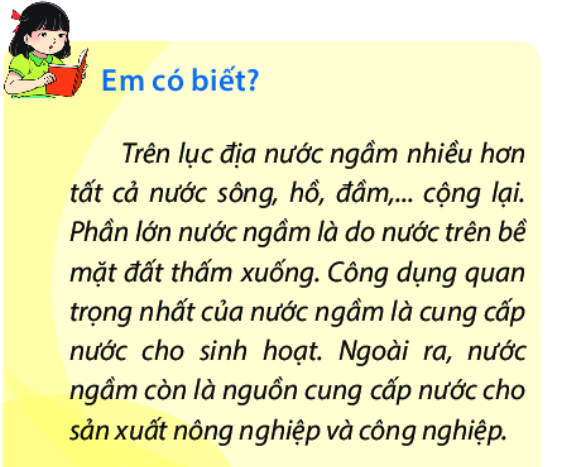 Em có biết?
Trên lục địa nước ngầm nhiều hơn
tất cả nước sông, hồ, đầm,... cộng lại.
Phần lớn nước ngầm là do nước trên bề
mặt đất thấm xuống. Công dụng quan
trọng nhất của nước ngầm là cung cấp
nước cho sinh hoạt. Ngoài ra, nước
ngầm còn là nguồn cung cấp nước cho
sản xuất nông nghiệp và công nghiệp.